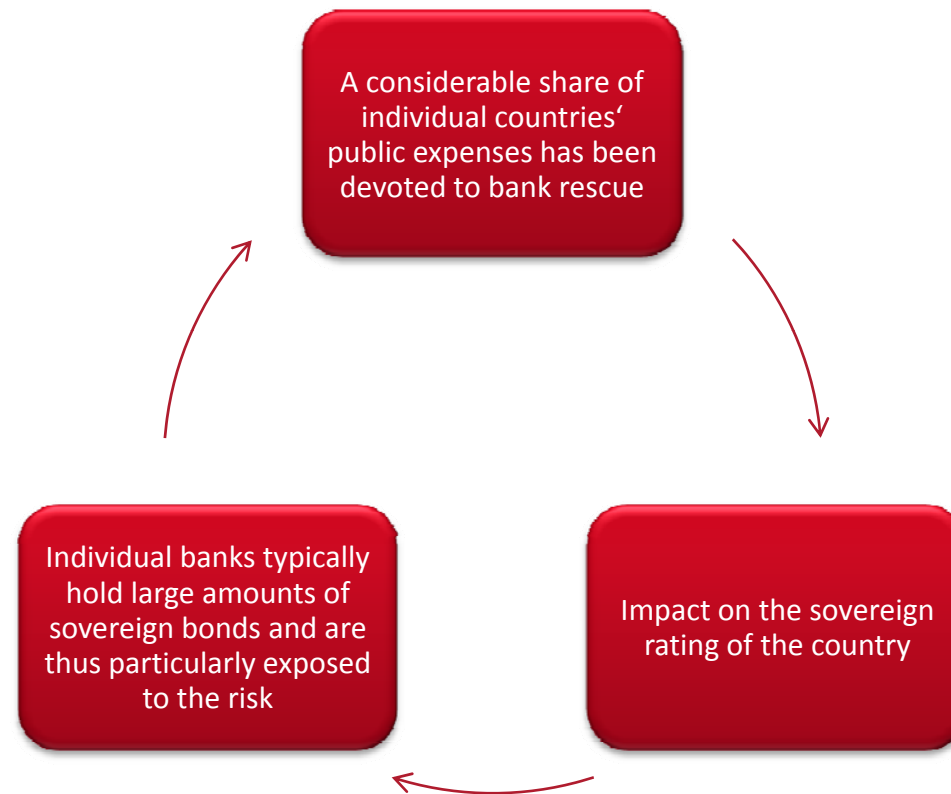 A considerable share of
individual countries‘
public expenses has been
devoted to bank rescue
Individual banks typically
hold large amounts of
sovereign bonds and are
thus particularly exposed
to the risk
Impact on the sovereign
rating of the country